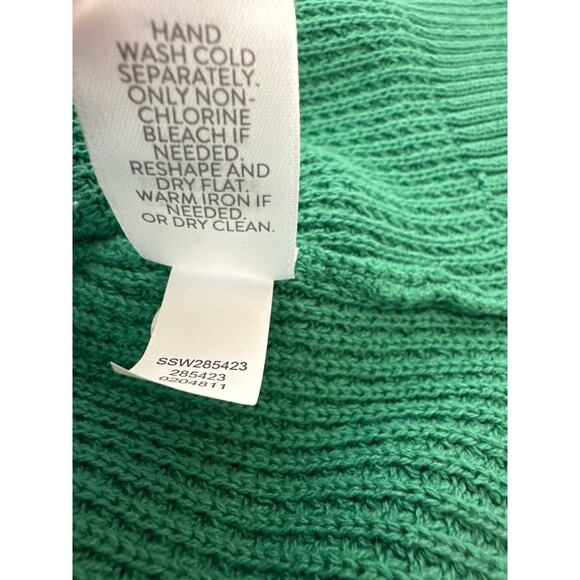 HAND
WASH COLD
SEPARATELY.
ONLY NON-
CHLORINE
BLEACH IF
NEEDED.
RESHAPE AND
DRY FLAT.
WARM IRON IF
NEEDED.
OR DRY CLEAN.
SSW285423
285423
0204811